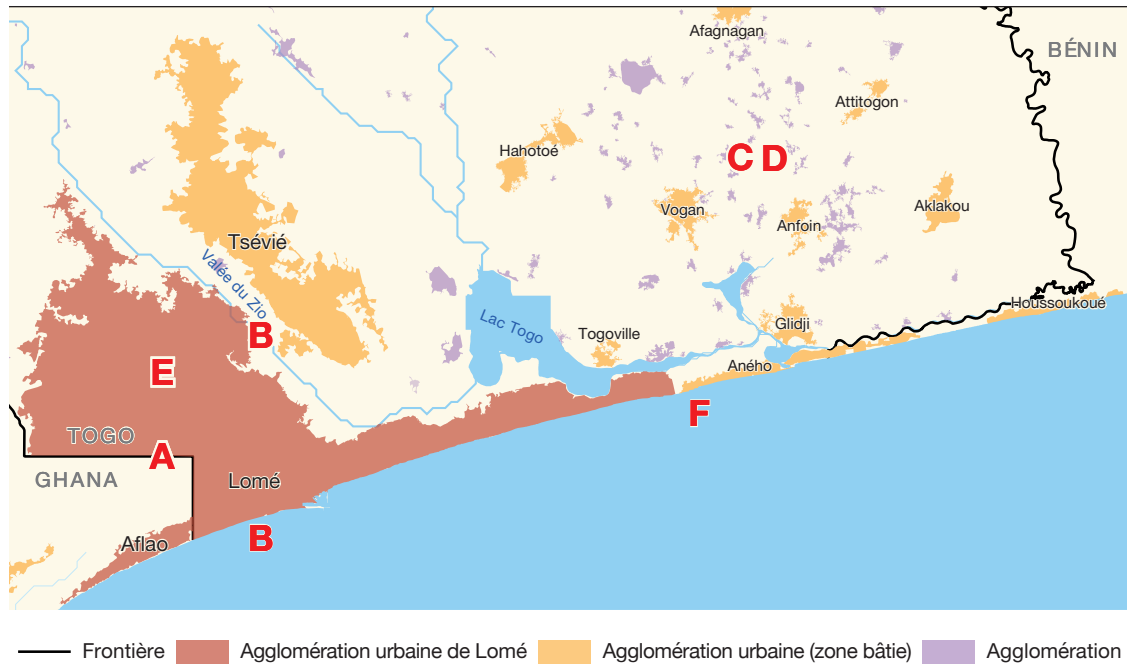 Afagnagan
BÉNIN
Attitogon
Hahotoé
C D
Vogan
Anfoin
Aklakou
Tsévié
Valée du Zio
Houssoukoué
Lac Togo
Togoville
Glidji
B
E
Aného
F
TOGO
A
GHANA
Lomé
Aflao
B
Frontière
Agglomération urbaine de Lomé
Agglomération urbaine (zone bâtie)
Agglomération